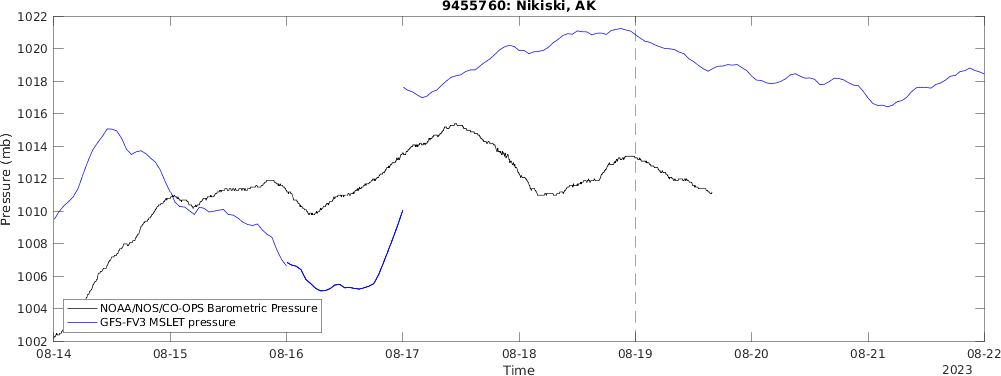 9455760: Nikiski, AK
Pressure (mb)
1022
1020
1018
1016
1014
1012
1010
1008
1006
1004
1002
NOAA/NOS/CO-OPS Barometric Pressure
GFS-FV3 MSLET pressure
08-14 08-15 08-16 08-17 08-18 08-19 08-20 08-21 08-22
Time
2023